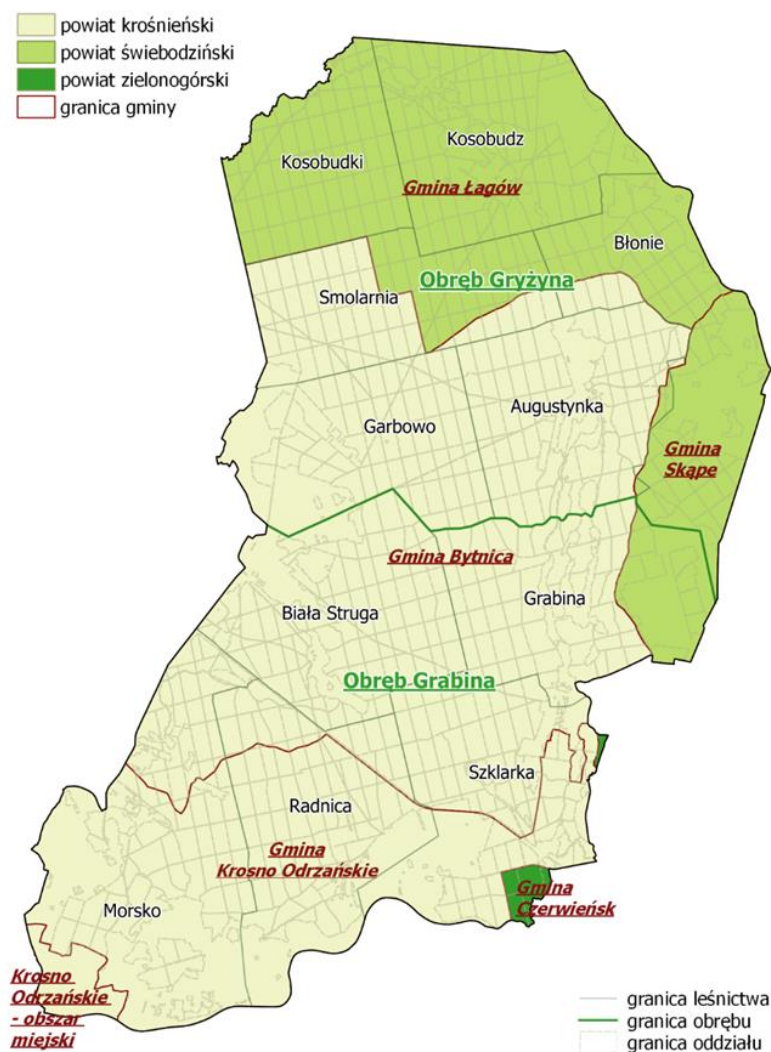 powiat krośnieński
powiat świebodziński
powiat zielonogórski
granica gminy
Kosobudz
Kosobudki
Gmina Łagów
Błonie
Obręb Gryżyna
Smolarnia
Augustynka
Garbowo
Gmina
Skąpe
Gmina Bytnica
Grabina
Biała Struga
Obręb Grabina
Szklarka
Radnica
Gmina
Krosno Odrzańskie
Gmina
Czerwieńsk
Morsko
Krosno
Odrzańskie
- obszar
miejski
granica leśnictwa
granica obrębu
granica oddziału